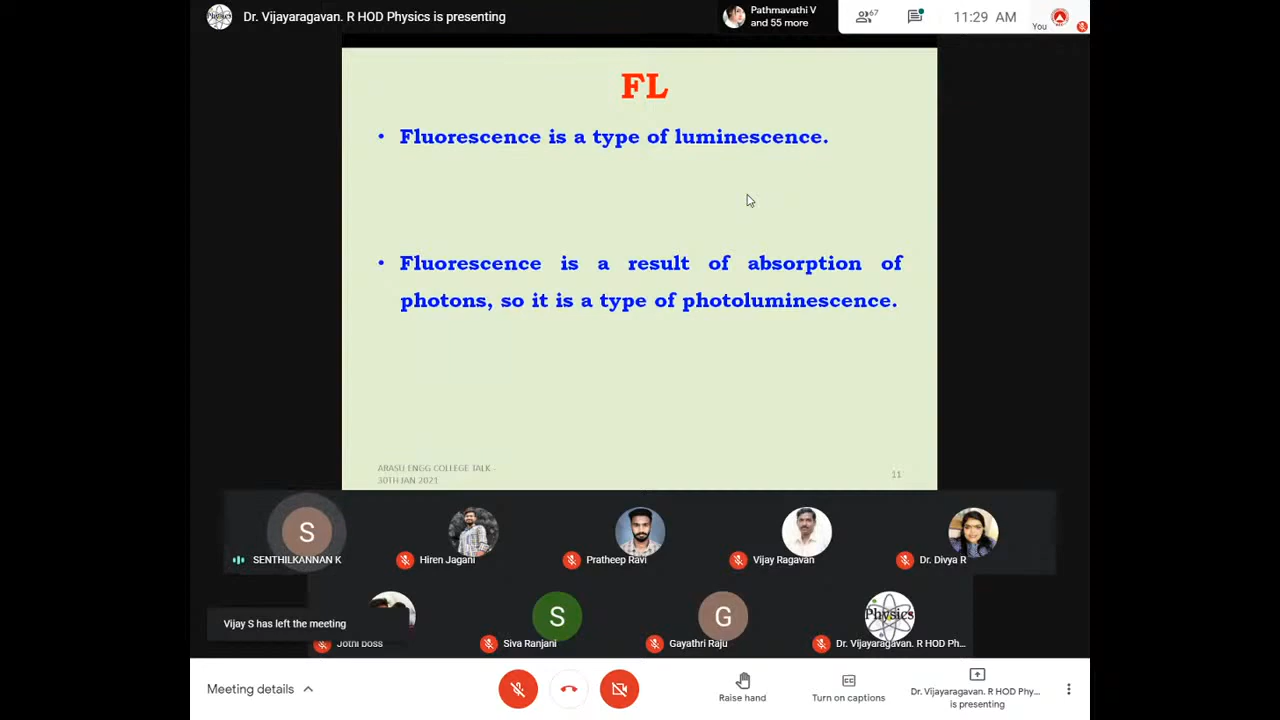 Dr. Vijayaragavan. R HOD Physics is presenting
Pathmavathi V
and 55 more
67
11:29 AM
You
FL
• Fluorescence is a type of luminescence.
• Fluorescence is a result of absorption of
photons, so it is a type of photoluminescence.
ARASU ENGG COLLEGE TALK -
30TH JAN 2021
11
S
SENTHILKANNAN K
Hiren Jagani
Pratheep Ravi
Vijay Ragavan
Dr. Divya R
Vijay S has left the meeting
Jothi boss
S
Siva Ranjani
G
Gayathri Raju
Physics
Dr. Vijayaragavan. R HOD Ph...
Meeting details
Raise hand
Turn on captions
Dr. Vijayaragavan. R HOD Phy...
is presenting